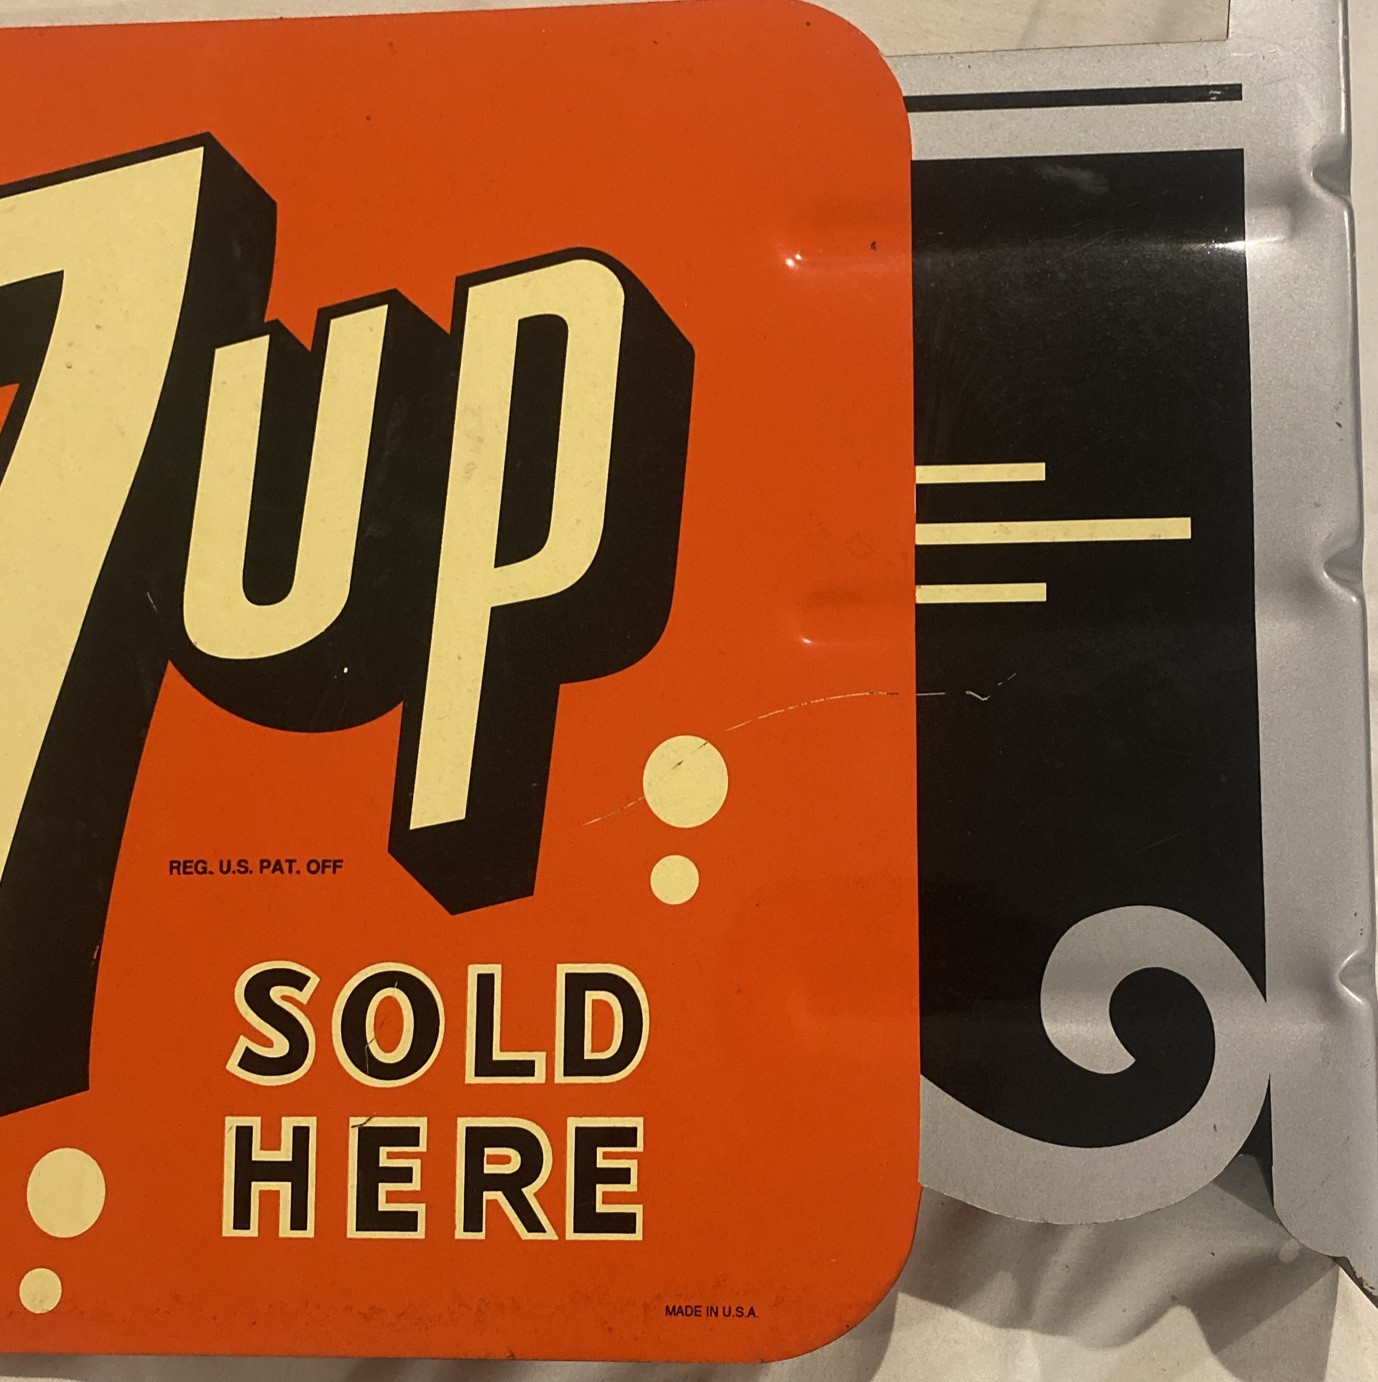 7up
REG. U.S. PAT. OFF
SOLD
HERE
MADE IN U.S.A.